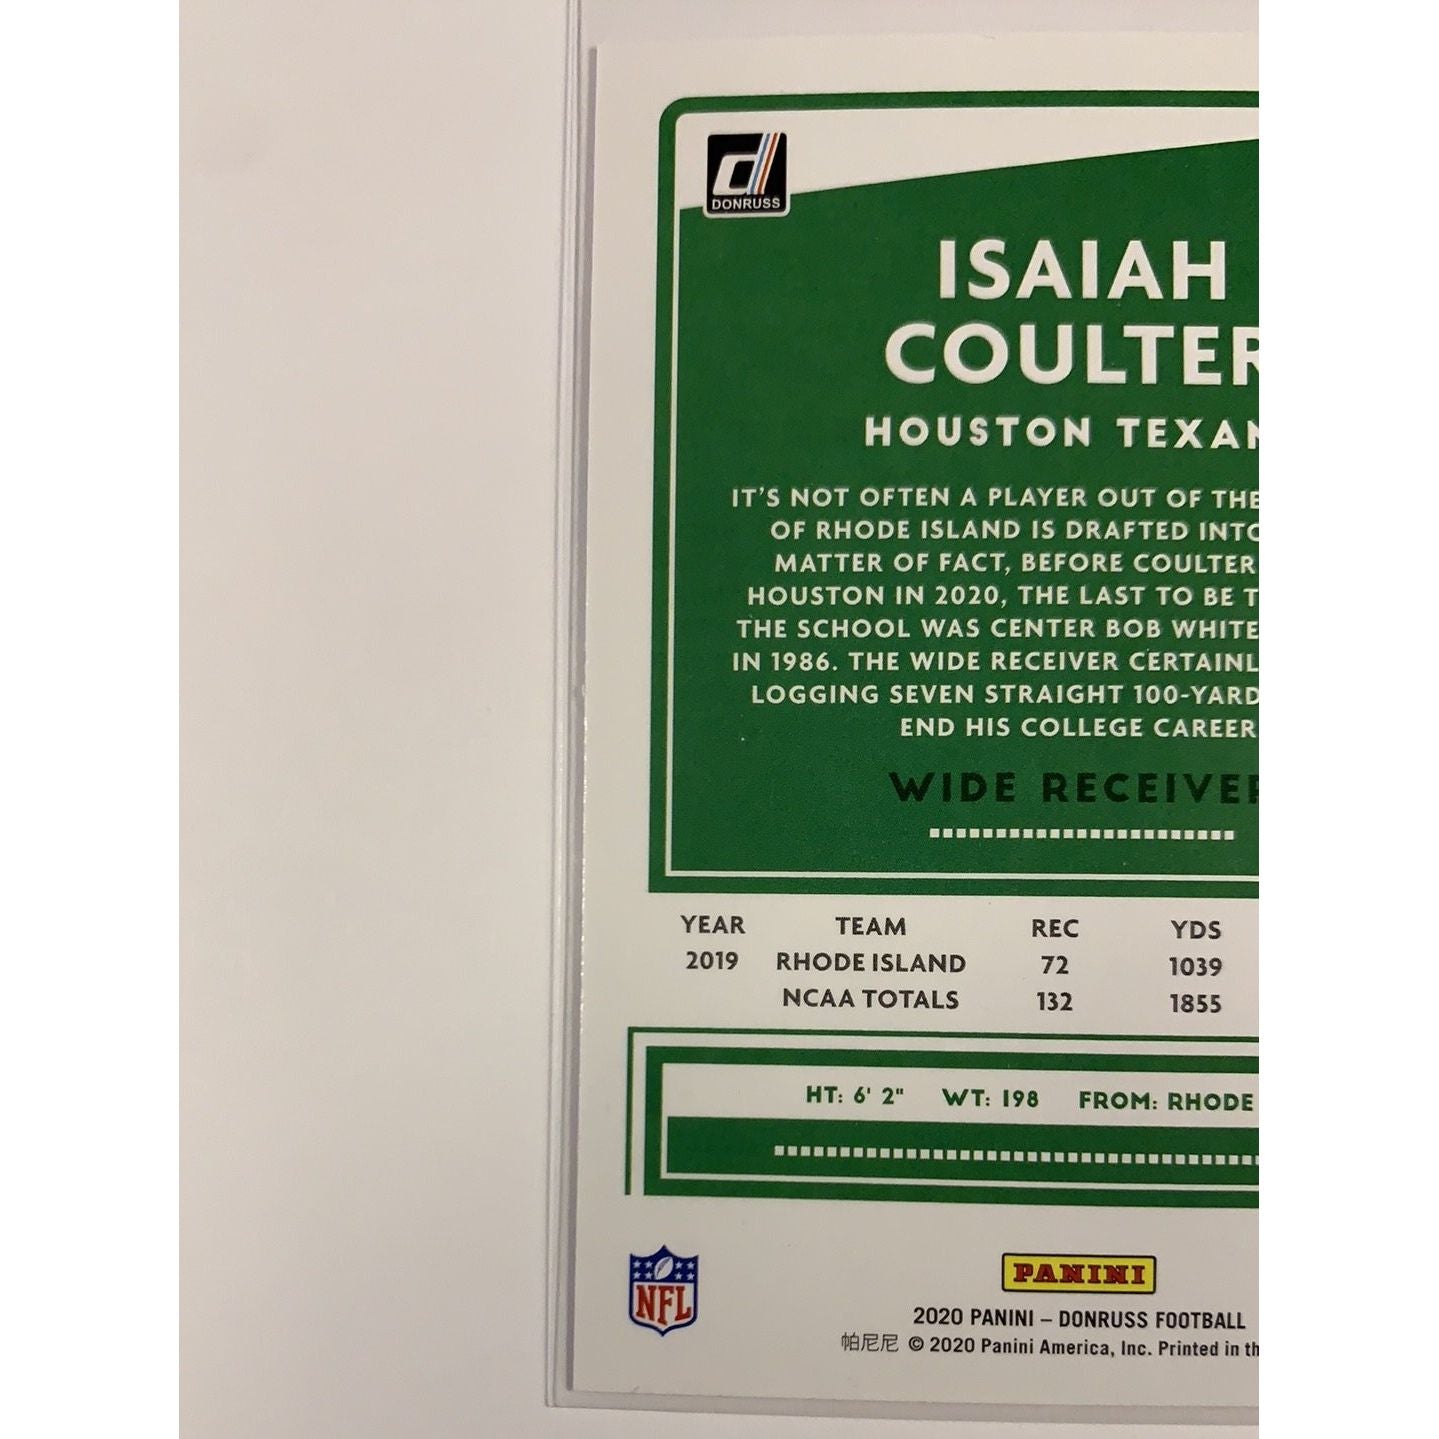 DONRUSS
ISAIAH
COULTER
HOUSTON TEXAN
IT'S NOT OFTEN A PLAYER OUT OF THE
OF RHODE ISLAND IS DRAFTED INTO
MATTER OF FACT, BEFORE COULTER
HOUSTON IN 2020, THE LAST TO BE T
THE SCHOOL WAS CENTER BOB WHITE
IN 1986. THE WIDE RECEIVER CERTAINL
LOGGING SEVEN STRAIGHT 100-YARD
END HIS COLLEGE CAREER
WIDE RECEIVER
YEAR TEAM REC YDS
2019 RHODE ISLAND 72 1039
NCAA TOTALS 132 1855
HT: 6' 2" WT: 198 FROM: RHODE
NFL
PANINI
2020 PANINI – DONRUSS FOOTBALL
帕尼尼 © 2020 Panini America, Inc. Printed in th